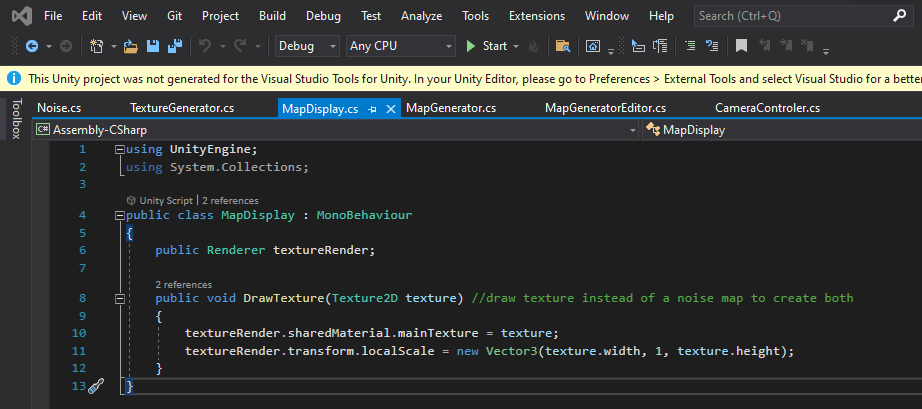 File Edit View Git Project Build Debug Test Analyze Tools Extensions Window Help Search (Ctrl+Q)
Debug Any CPU Start
This Unity project was not generated for the Visual Studio Tools for Unity. In your Unity Editor, please go to Preferences > External Tools and select Visual Studio for a better
Toolbox
Noise.cs TextureGenerator.cs MapDisplay.cs MapGenerator.cs MapGeneratorEditor.cs CameraControler.cs
C# Assembly-CSharp MapDisplay
1 using UnityEngine;
2 using System.Collections;
3
Unity Script | 2 references
4 public class MapDisplay : MonoBehaviour
5 {
6 public Renderer textureRender;
7
2 references
8 public void DrawTexture(Texture2D texture) //draw texture instead of a noise map to create both
9 {
10 textureRender.sharedMaterial.mainTexture = texture;
11 textureRender.transform.localScale = new Vector3(texture.width, 1, texture.height);
12 }
13 }